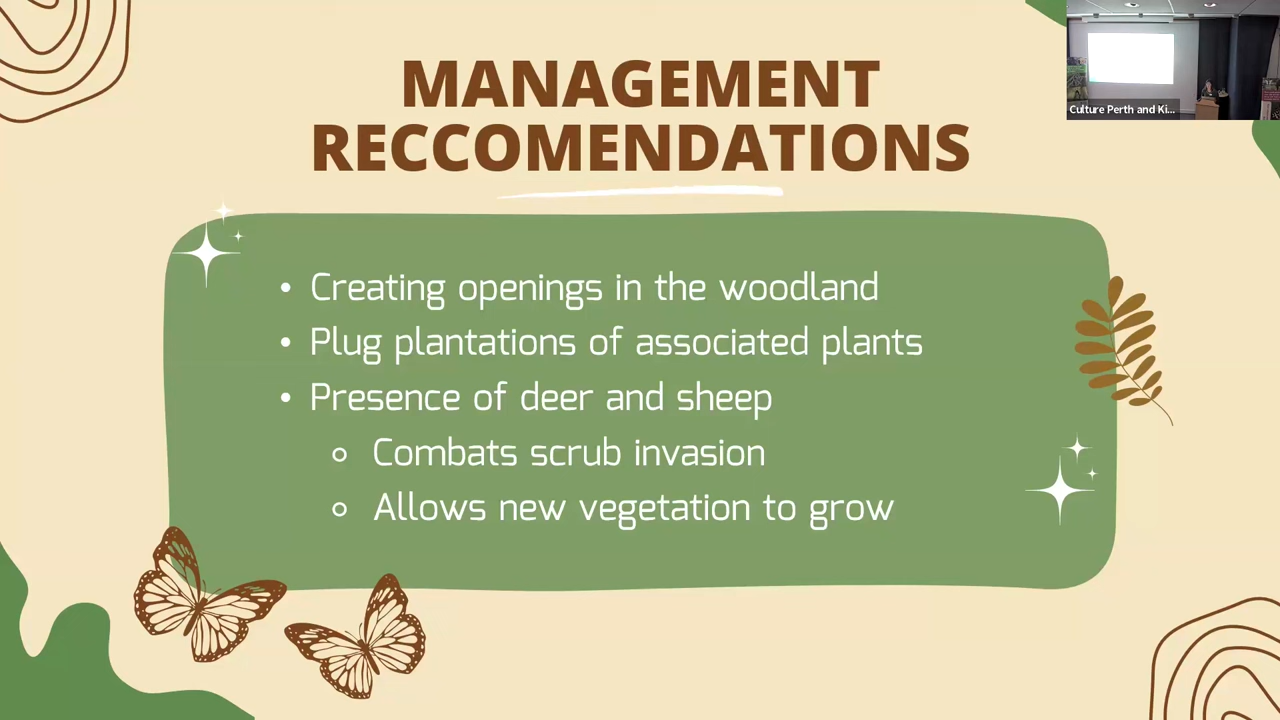 MANAGEMENT
RECCOMENDATIONS
Culture Perth and Ki...
• Creating openings in the woodland
• Plug plantations of associated plants
• Presence of deer and sheep
○ Combats scrub invasion
○ Allows new vegetation to grow